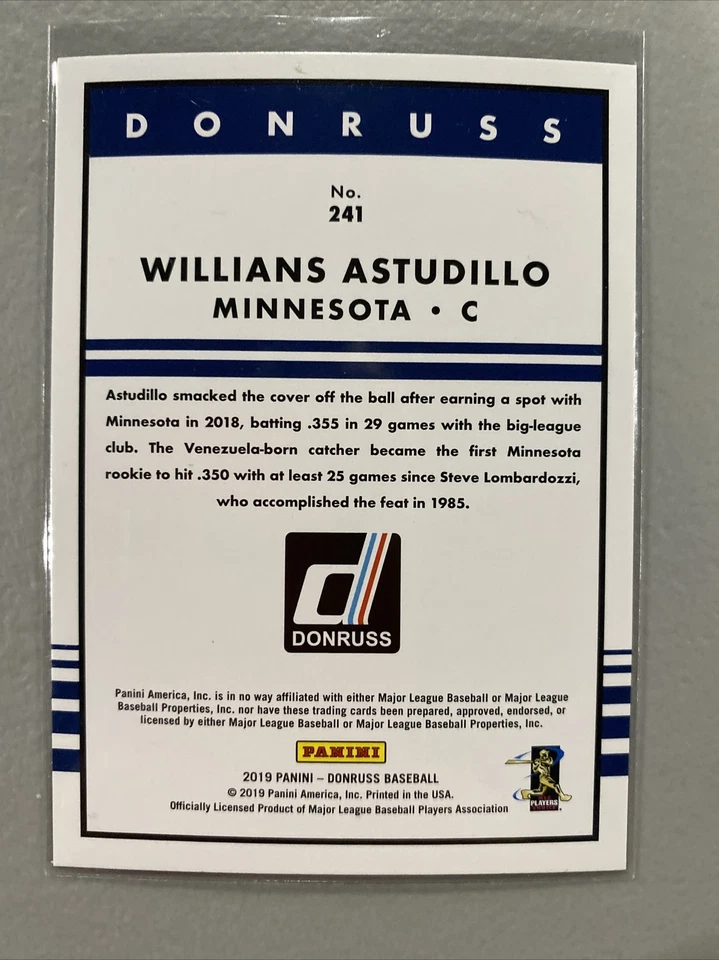 DONRUSS
No.
241
WILLIANS ASTUDILLO
MINNESOTA • C
Astudillo smacked the cover off the ball after earning a spot with
Minnesota in 2018, batting .355 in 29 games with the big-league
club. The Venezuela-born catcher became the first Minnesota
rookie to hit .350 with at least 25 games since Steve Lombardozzi,
who accomplished the feat in 1985.
d
DONRUSS
Panini America, Inc. is in no way affiliated with either Major League Baseball or Major League
Baseball Properties, Inc. nor have these trading cards been prepared, approved, endorsed, or
licensed by either Major League Baseball or Major League Baseball Properties, Inc.
PANINI
2019 PANINI – DONRUSS BASEBALL
© 2019 Panini America, Inc. Printed in the USA.
Officially Licensed Product of Major League Baseball Players Association
PLAYERS